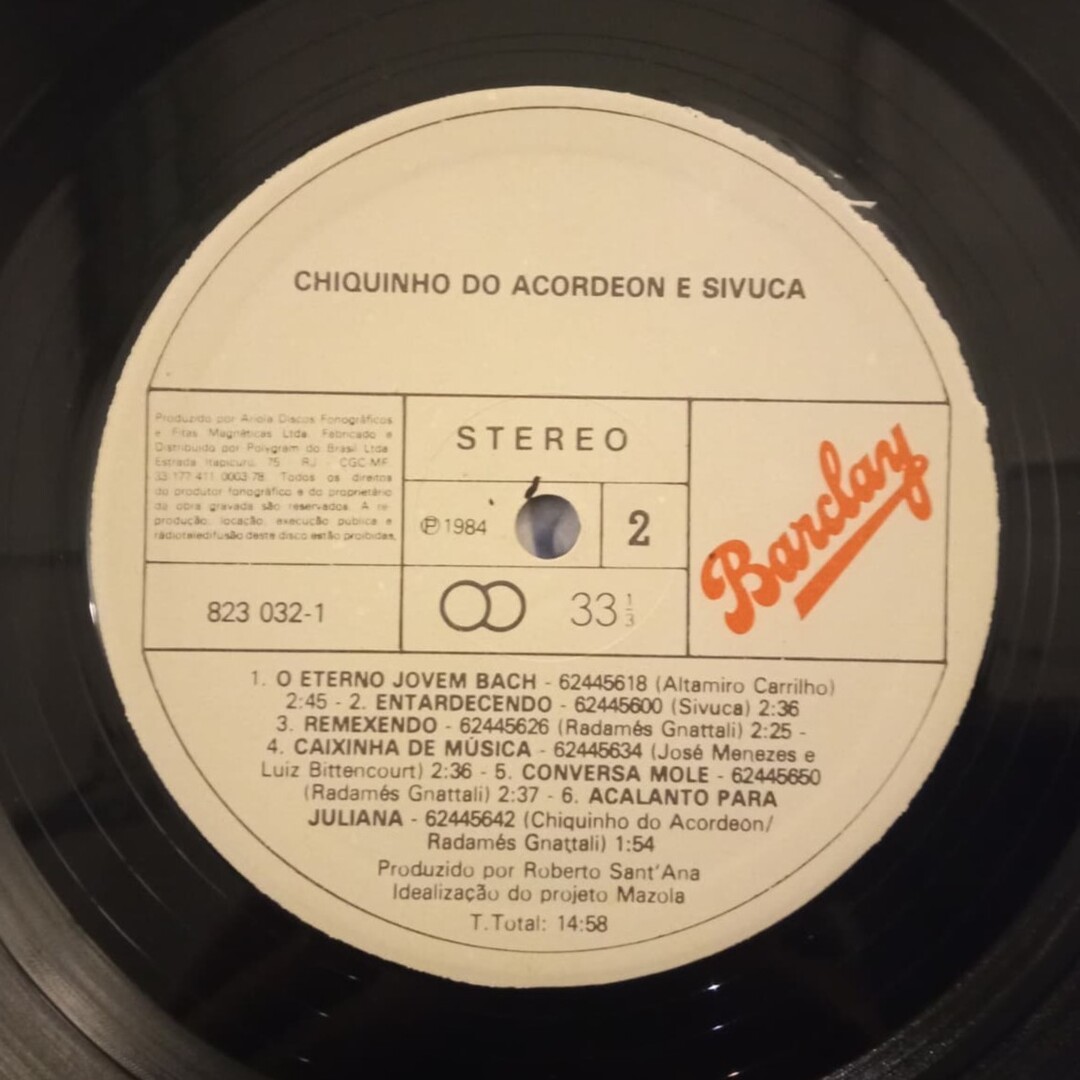 CHIQUINHO DO ACORDEON E SIVUCA
Produzido por Ariola Discos Fonográficos
e Fitas Magnéticas Ltda. Fabricado e
Distribuído por Polygram do Brasil Ltda.
Estrada Itapicuru, 75 - RJ - CGC-MF.
33.177.411.0003.78. Todos os direitos
do produtor fonográfico e do proprietário
da obra gravada são reservados. A re-
produção, locação, execução pública e
radioteledifusão deste disco estão proibidas.
STEREO
℗ 1984
2
Barclay
823 032-1
33 1/3
1. O ETERNO JOVEM BACH - 62445618 (Altamiro Carrilho)
2:45 - 2. ENTARDECENDO - 62445600 (Sivuca) 2:36
3. REMEXENDO - 62445626 (Radamés Gnattali) 2:25 -
4. CAIXINHA DE MÚSICA - 62445634 (José Menezes e
Luiz Bittencourt) 2:36 - 5. CONVERSA MOLE - 62445650
(Radamés Gnattali) 2:37 - 6. ACALANTO PARA
JULIANA - 62445642 (Chiquinho do Acordeon/
Radamés Gnattali) 1:54
Produzido por Roberto Sant'Ana
Idealização do projeto Mazola
T.Total: 14:58